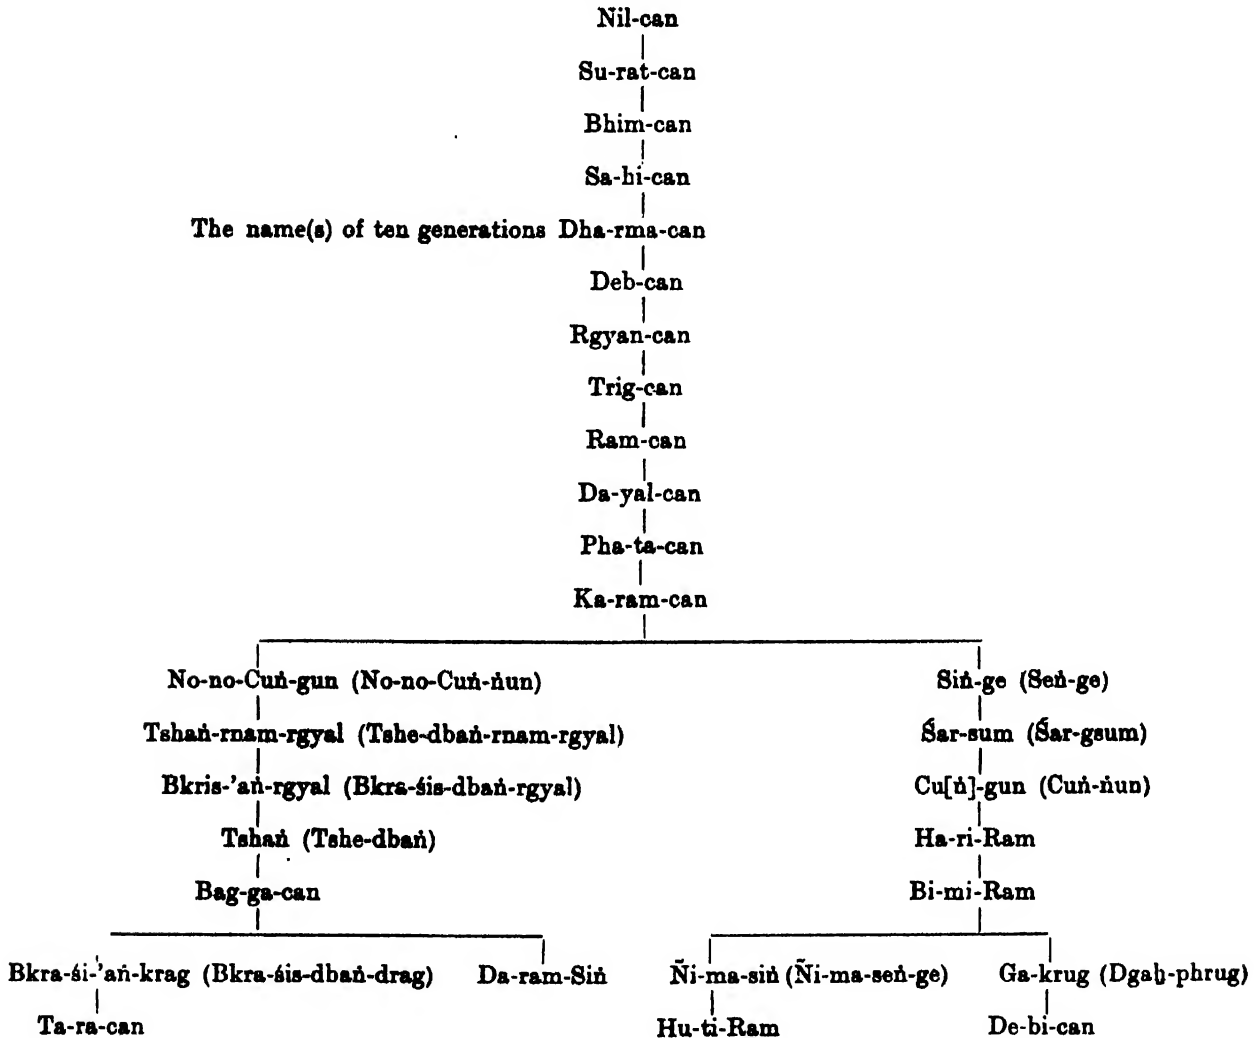 Nil-can
Su-rat-can
Bhim-can
Sa-hi-can
The name(s) of ten generations Dha-rma-can
Deb-can
Rgyan-can
Trig-can
Ram-can
Da-yal-can
Pha-ta-can
Ka-ram-can
No-no-Cuṅ-gun (No-no-Cuṅ-ṅun) Siṅ-ge (Seṅ-ge)
Tshaṅ-rnam-rgyal (Tshe-dbaṅ-rnam-rgyal) Śar-sum (Śar-gsum)
Bkris-'aṅ-rgyal (Bkra-śis-dbaṅ-rgyal) Cu[ṅ]-gun (Cuṅ-ṅun)
Tshaṅ (Tshe-dbaṅ) Ha-ri-Ram
Bag-ga-can Bi-mi-Ram
Bkra-śi-'aṅ-krag (Bkra-śis-dbaṅ-drag) Da-ram-Siṅ Ñi-ma-siṅ (Ñi-ma-seṅ-ge) Ga-krug (Dgaḥ-phrug)
Ta-ra-can Hu-ti-Ram De-bi-can